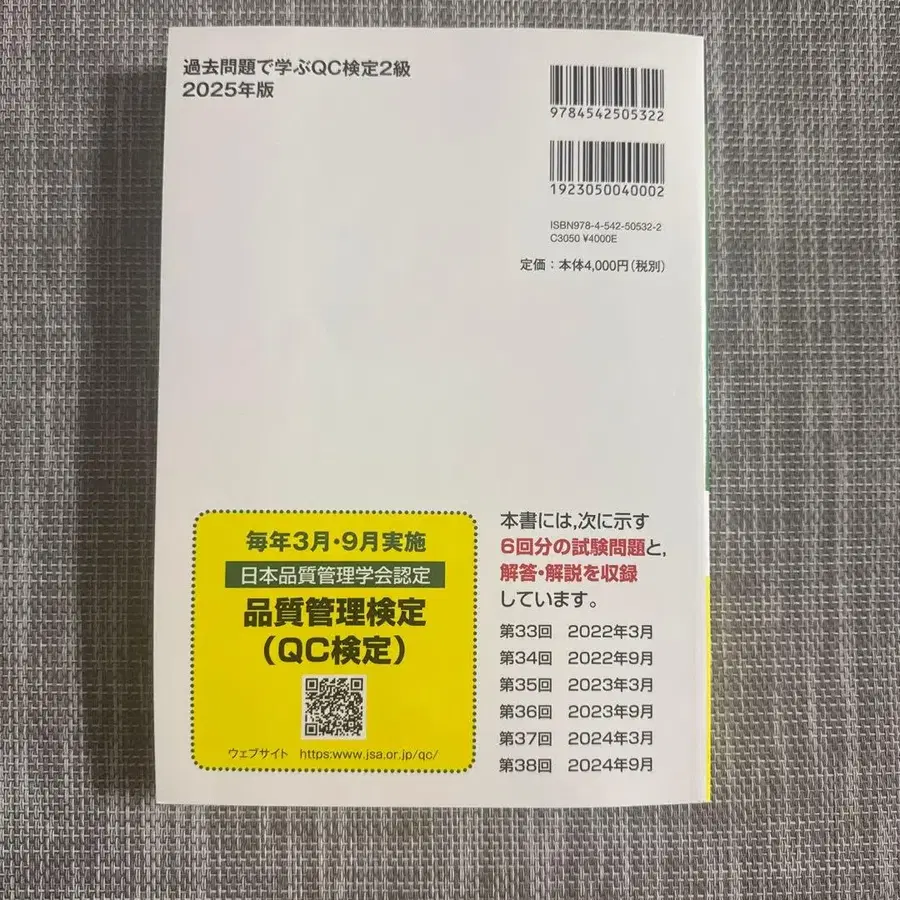 過去問題で学ぶQC検定2級
2025年版
9784542505322
1923050040002
ISBN978-4-542-50532-2
C3050 ¥4000E
定価：本体4,000円(税別)
毎年3月・9月実施
日本品質管理学会認定
品質管理検定
(QC検定)
ウェブサイト https:www.jsa.or.jp/qc/
本書には,次に示す
6回分の試験問題と,
解答・解説を収録
しています。
第33回 2022年3月
第34回 2022年9月
第35回 2023年3月
第36回 2023年9月
第37回 2024年3月
第38回 2024年9月